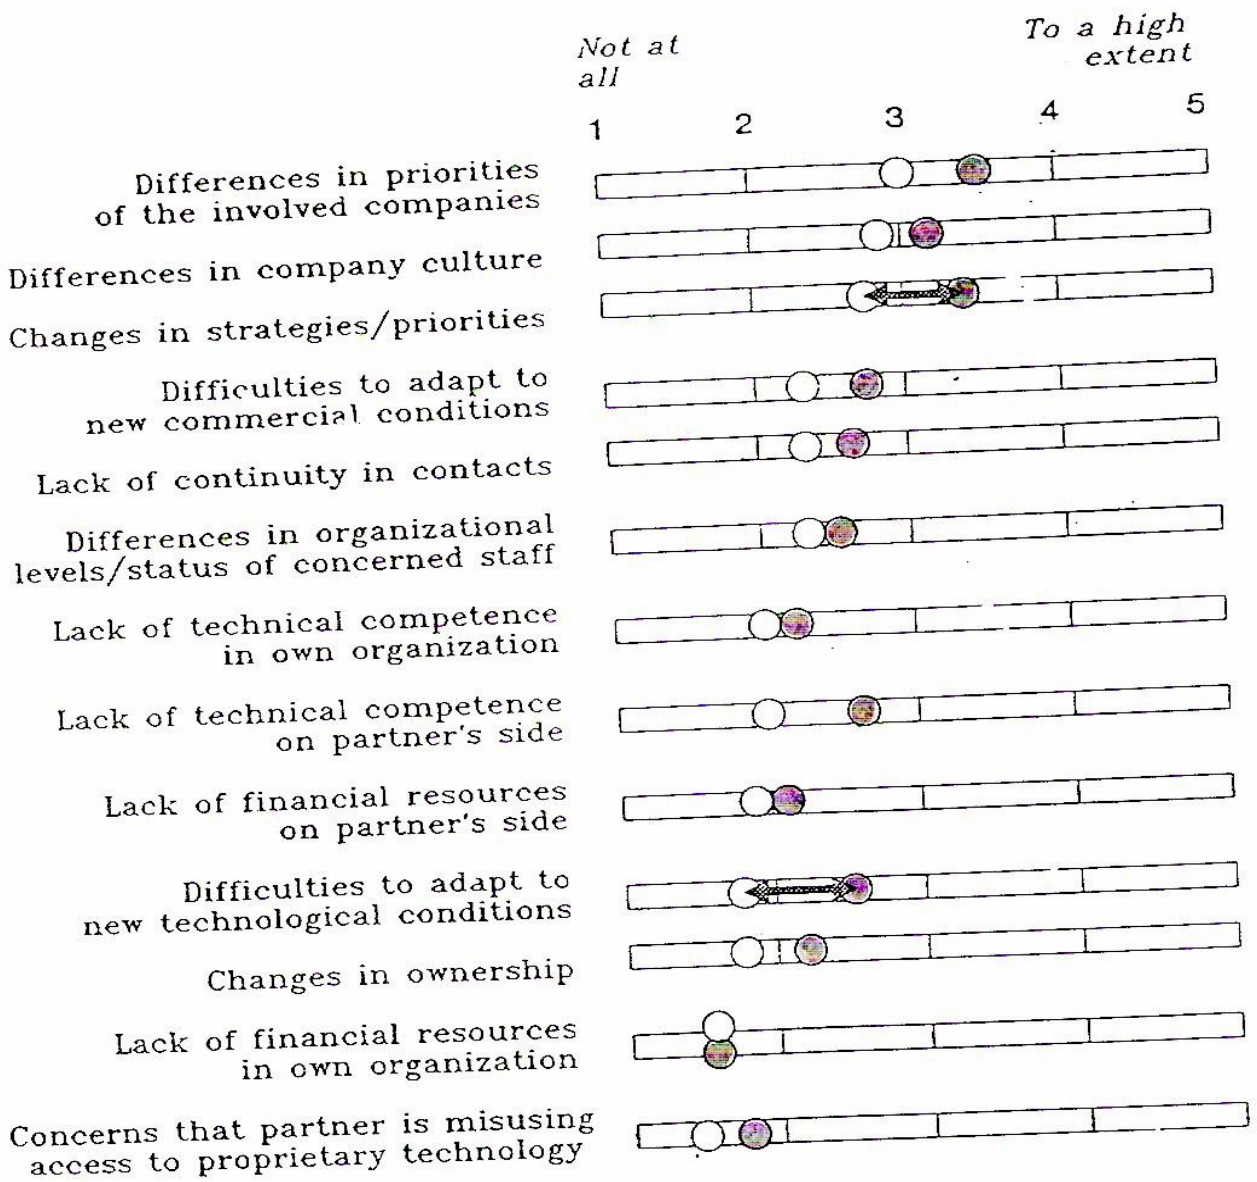 Not at
all
To a high
extent
1 2 3 4 5
Differences in priorities
of the involved companies
Differences in company culture
Changes in strategies/priorities
Difficulties to adapt to
new commercial conditions
Lack of continuity in contacts
Differences in organizational
levels/status of concerned staff
Lack of technical competence
in own organization
Lack of technical competence
on partner's side
Lack of financial resources
on partner's side
Difficulties to adapt to
new technological conditions
Changes in ownership
Lack of financial resources
in own organization
Concerns that partner is misusing
access to proprietary technology